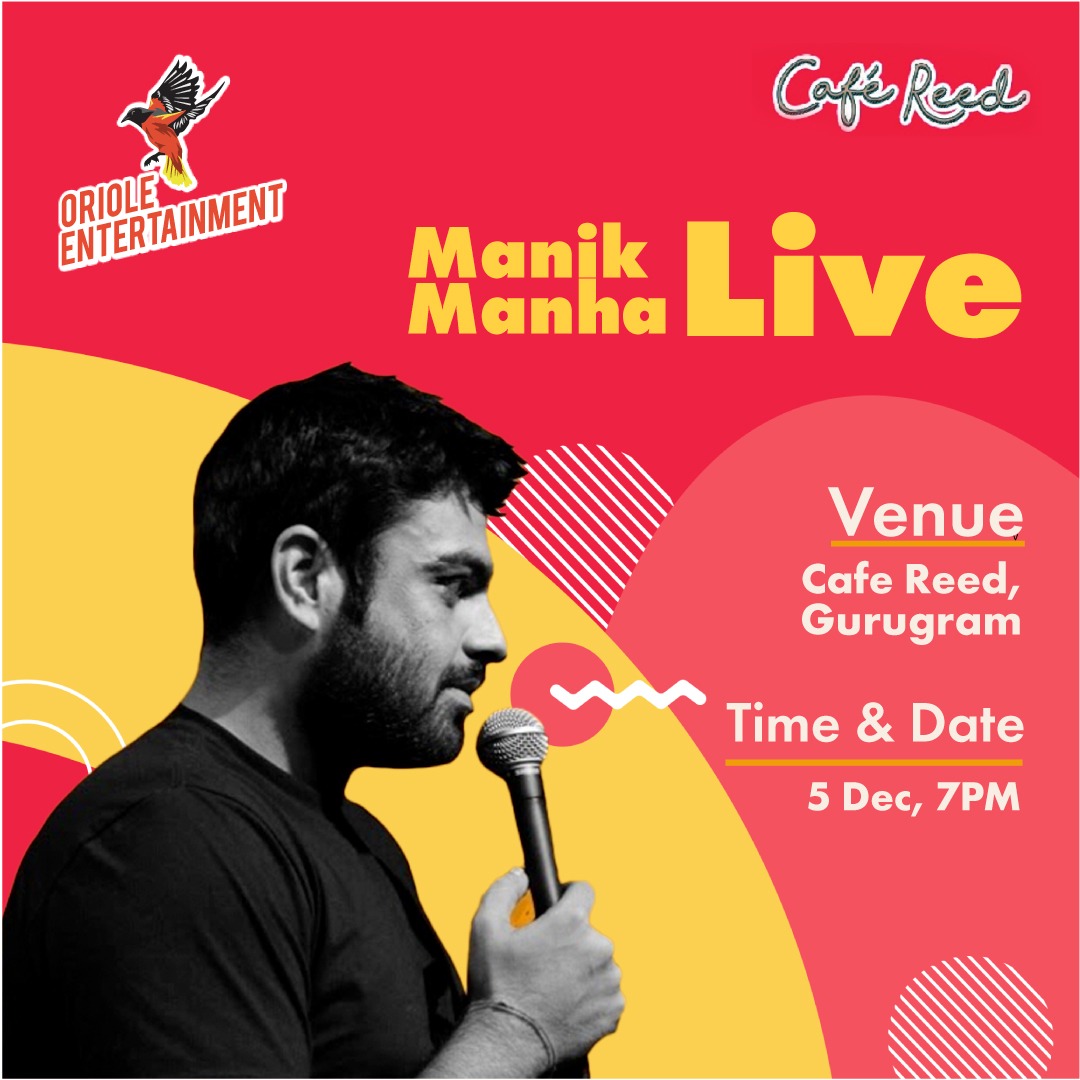 Café Reed
ORIOLE
ENTERTAINMENT
Manik
Manha
Live
Venue
Cafe Reed,
Gurugram
Time & Date
5 Dec, 7PM